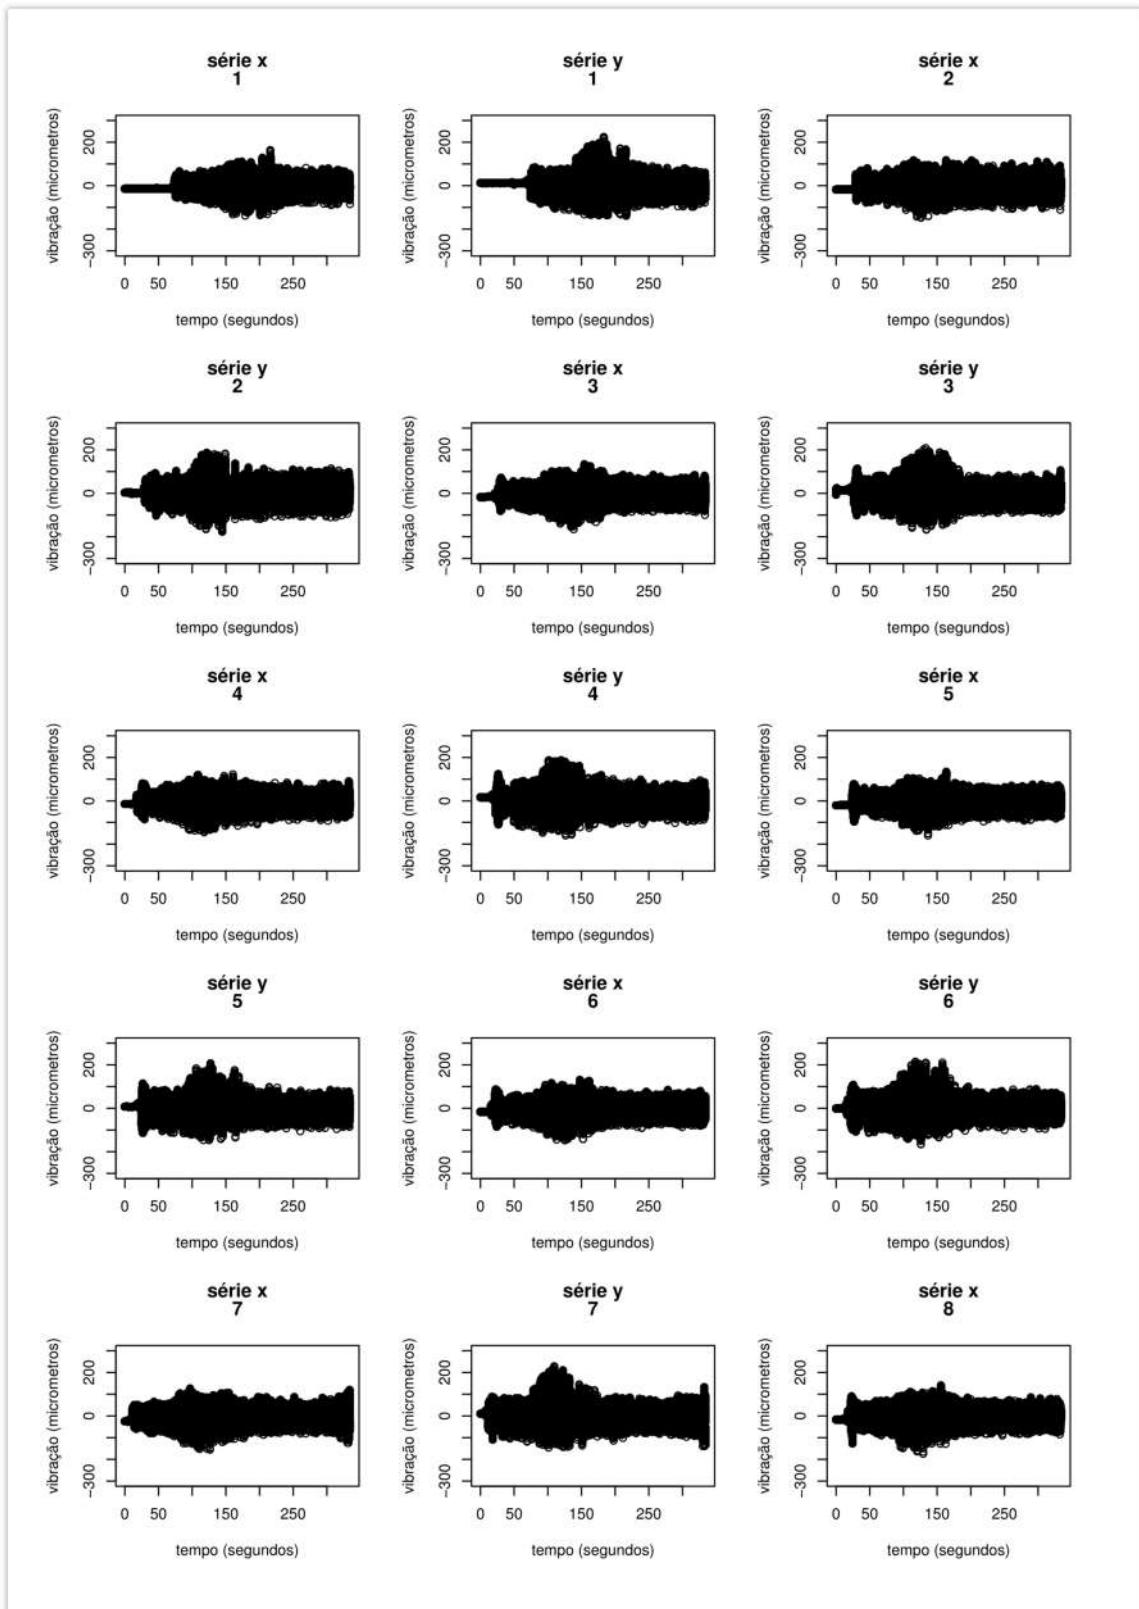 série x
1
série y
1
série x
2
vibração (micrometros)
−300 0 200
0 50 150 250
tempo (segundos)
vibração (micrometros)
−300 0 200
0 50 150 250
tempo (segundos)
vibração (micrometros)
−300 0 200
0 50 150 250
tempo (segundos)
série y
2
série x
3
série y
3
vibração (micrometros)
−300 0 200
0 50 150 250
tempo (segundos)
vibração (micrometros)
−300 0 200
0 50 150 250
tempo (segundos)
vibração (micrometros)
−300 0 200
0 50 150 250
tempo (segundos)
série x
4
série y
4
série x
5
vibração (micrometros)
−300 0 200
0 50 150 250
tempo (segundos)
vibração (micrometros)
−300 0 200
0 50 150 250
tempo (segundos)
vibração (micrometros)
−300 0 200
0 50 150 250
tempo (segundos)
série y
5
série x
6
série y
6
vibração (micrometros)
−300 0 200
0 50 150 250
tempo (segundos)
vibração (micrometros)
−300 0 200
0 50 150 250
tempo (segundos)
vibração (micrometros)
−300 0 200
0 50 150 250
tempo (segundos)
série x
7
série y
7
série x
8
vibração (micrometros)
−300 0 200
0 50 150 250
tempo (segundos)
vibração (micrometros)
−300 0 200
0 50 150 250
tempo (segundos)
vibração (micrometros)
−300 0 200
0 50 150 250
tempo (segundos)